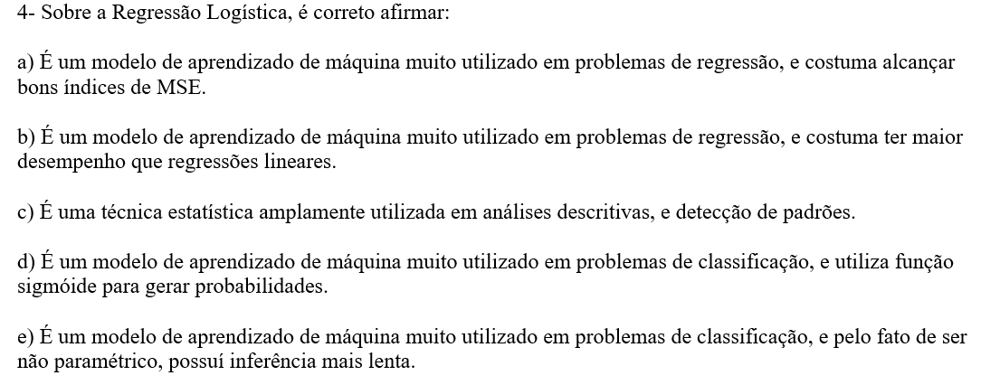 4- Sobre a Regressão Logística, é correto afirmar:
a) É um modelo de aprendizado de máquina muito utilizado em problemas de regressão, e costuma alcançar
bons índices de MSE.
b) É um modelo de aprendizado de máquina muito utilizado em problemas de regressão, e costuma ter maior
desempenho que regressões lineares.
c) É uma técnica estatística amplamente utilizada em análises descritivas, e detecção de padrões.
d) É um modelo de aprendizado de máquina muito utilizado em problemas de classificação, e utiliza função
sigmóide para gerar probabilidades.
e) É um modelo de aprendizado de máquina muito utilizado em problemas de classificação, e pelo fato de ser
não paramétrico, possuí inferência mais lenta.